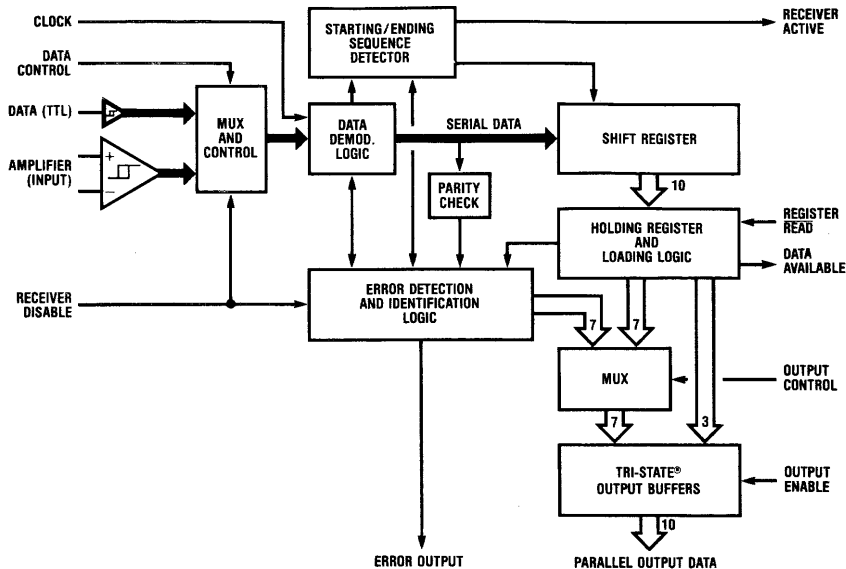 CLOCK
STARTING/ENDING
SEQUENCE
DETECTOR
RECEIVER
ACTIVE
DATA
CONTROL
DATA (TTL)
MUX
AND
CONTROL
DATA
DEMOD.
LOGIC
SERIAL DATA
SHIFT REGISTER
AMPLIFIER
(INPUT)
+
−
10
PARITY
CHECK
HOLDING REGISTER
AND
LOADING LOGIC
REGISTER
READ
DATA
AVAILABLE
RECEIVER
DISABLE
ERROR DETECTION
AND IDENTIFICATION
LOGIC
7
7
MUX
OUTPUT
CONTROL
7
3
TRI-STATE®
OUTPUT BUFFERS
OUTPUT
ENABLE
10
ERROR OUTPUT
PARALLEL OUTPUT DATA